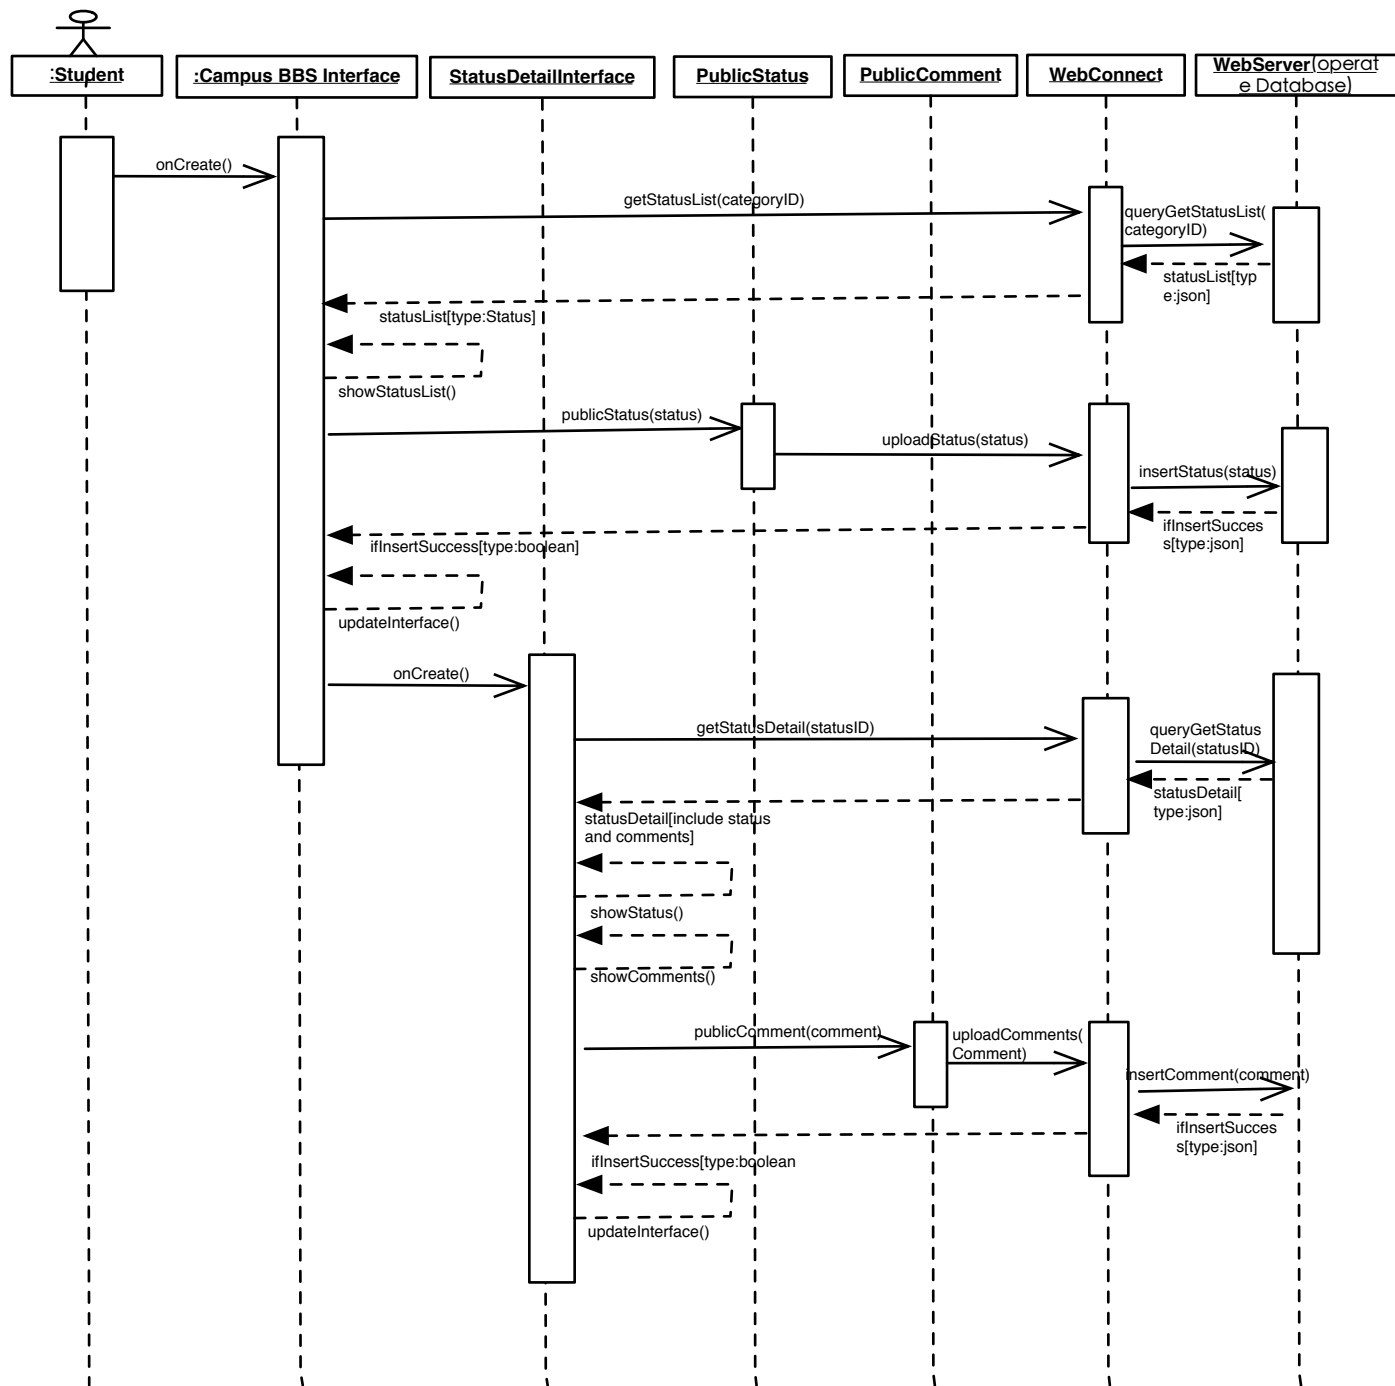 :Student
:Campus BBS Interface
StatusDetailInterface
PublicStatus
PublicComment
WebConnect
WebServer(operat
e Database)
onCreate()
getStatusList(categoryID)
queryGetStatusList(
categoryID)
statusList[typ
e:json]
statusList[type:Status]
showStatusList()
publicStatus(status)
uploadStatus(status)
insertStatus(status)
ifInsertSucces
s[type:json]
ifInsertSuccess[type:boolean]
updateInterface()
onCreate()
getStatusDetail(statusID)
queryGetStatus
Detail(statusID)
statusDetail[
type:json]
statusDetail[include status
and comments]
showStatus()
showComments()
publicComment(comment)
uploadComments(
Comment)
insertComment(comment)
ifInsertSucces
s[type:json]
ifInsertSuccess[type:boolean
updateInterface()